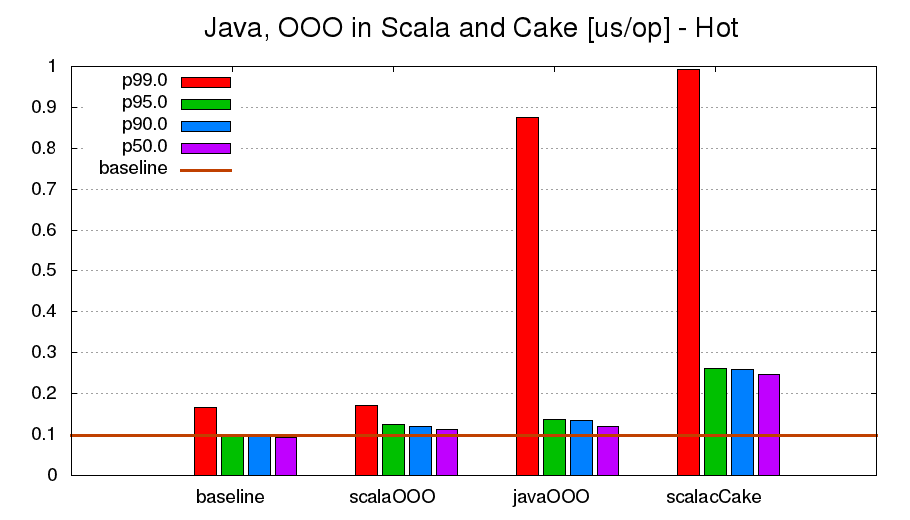 Java, OOO in Scala and Cake [us/op] - Hot
1
0.9
0.8
0.7
0.6
0.5
0.4
0.3
0.2
0.1
0
p99.0
p95.0
p90.0
p50.0
baseline
baseline scalaOOO javaOOO scalacCake